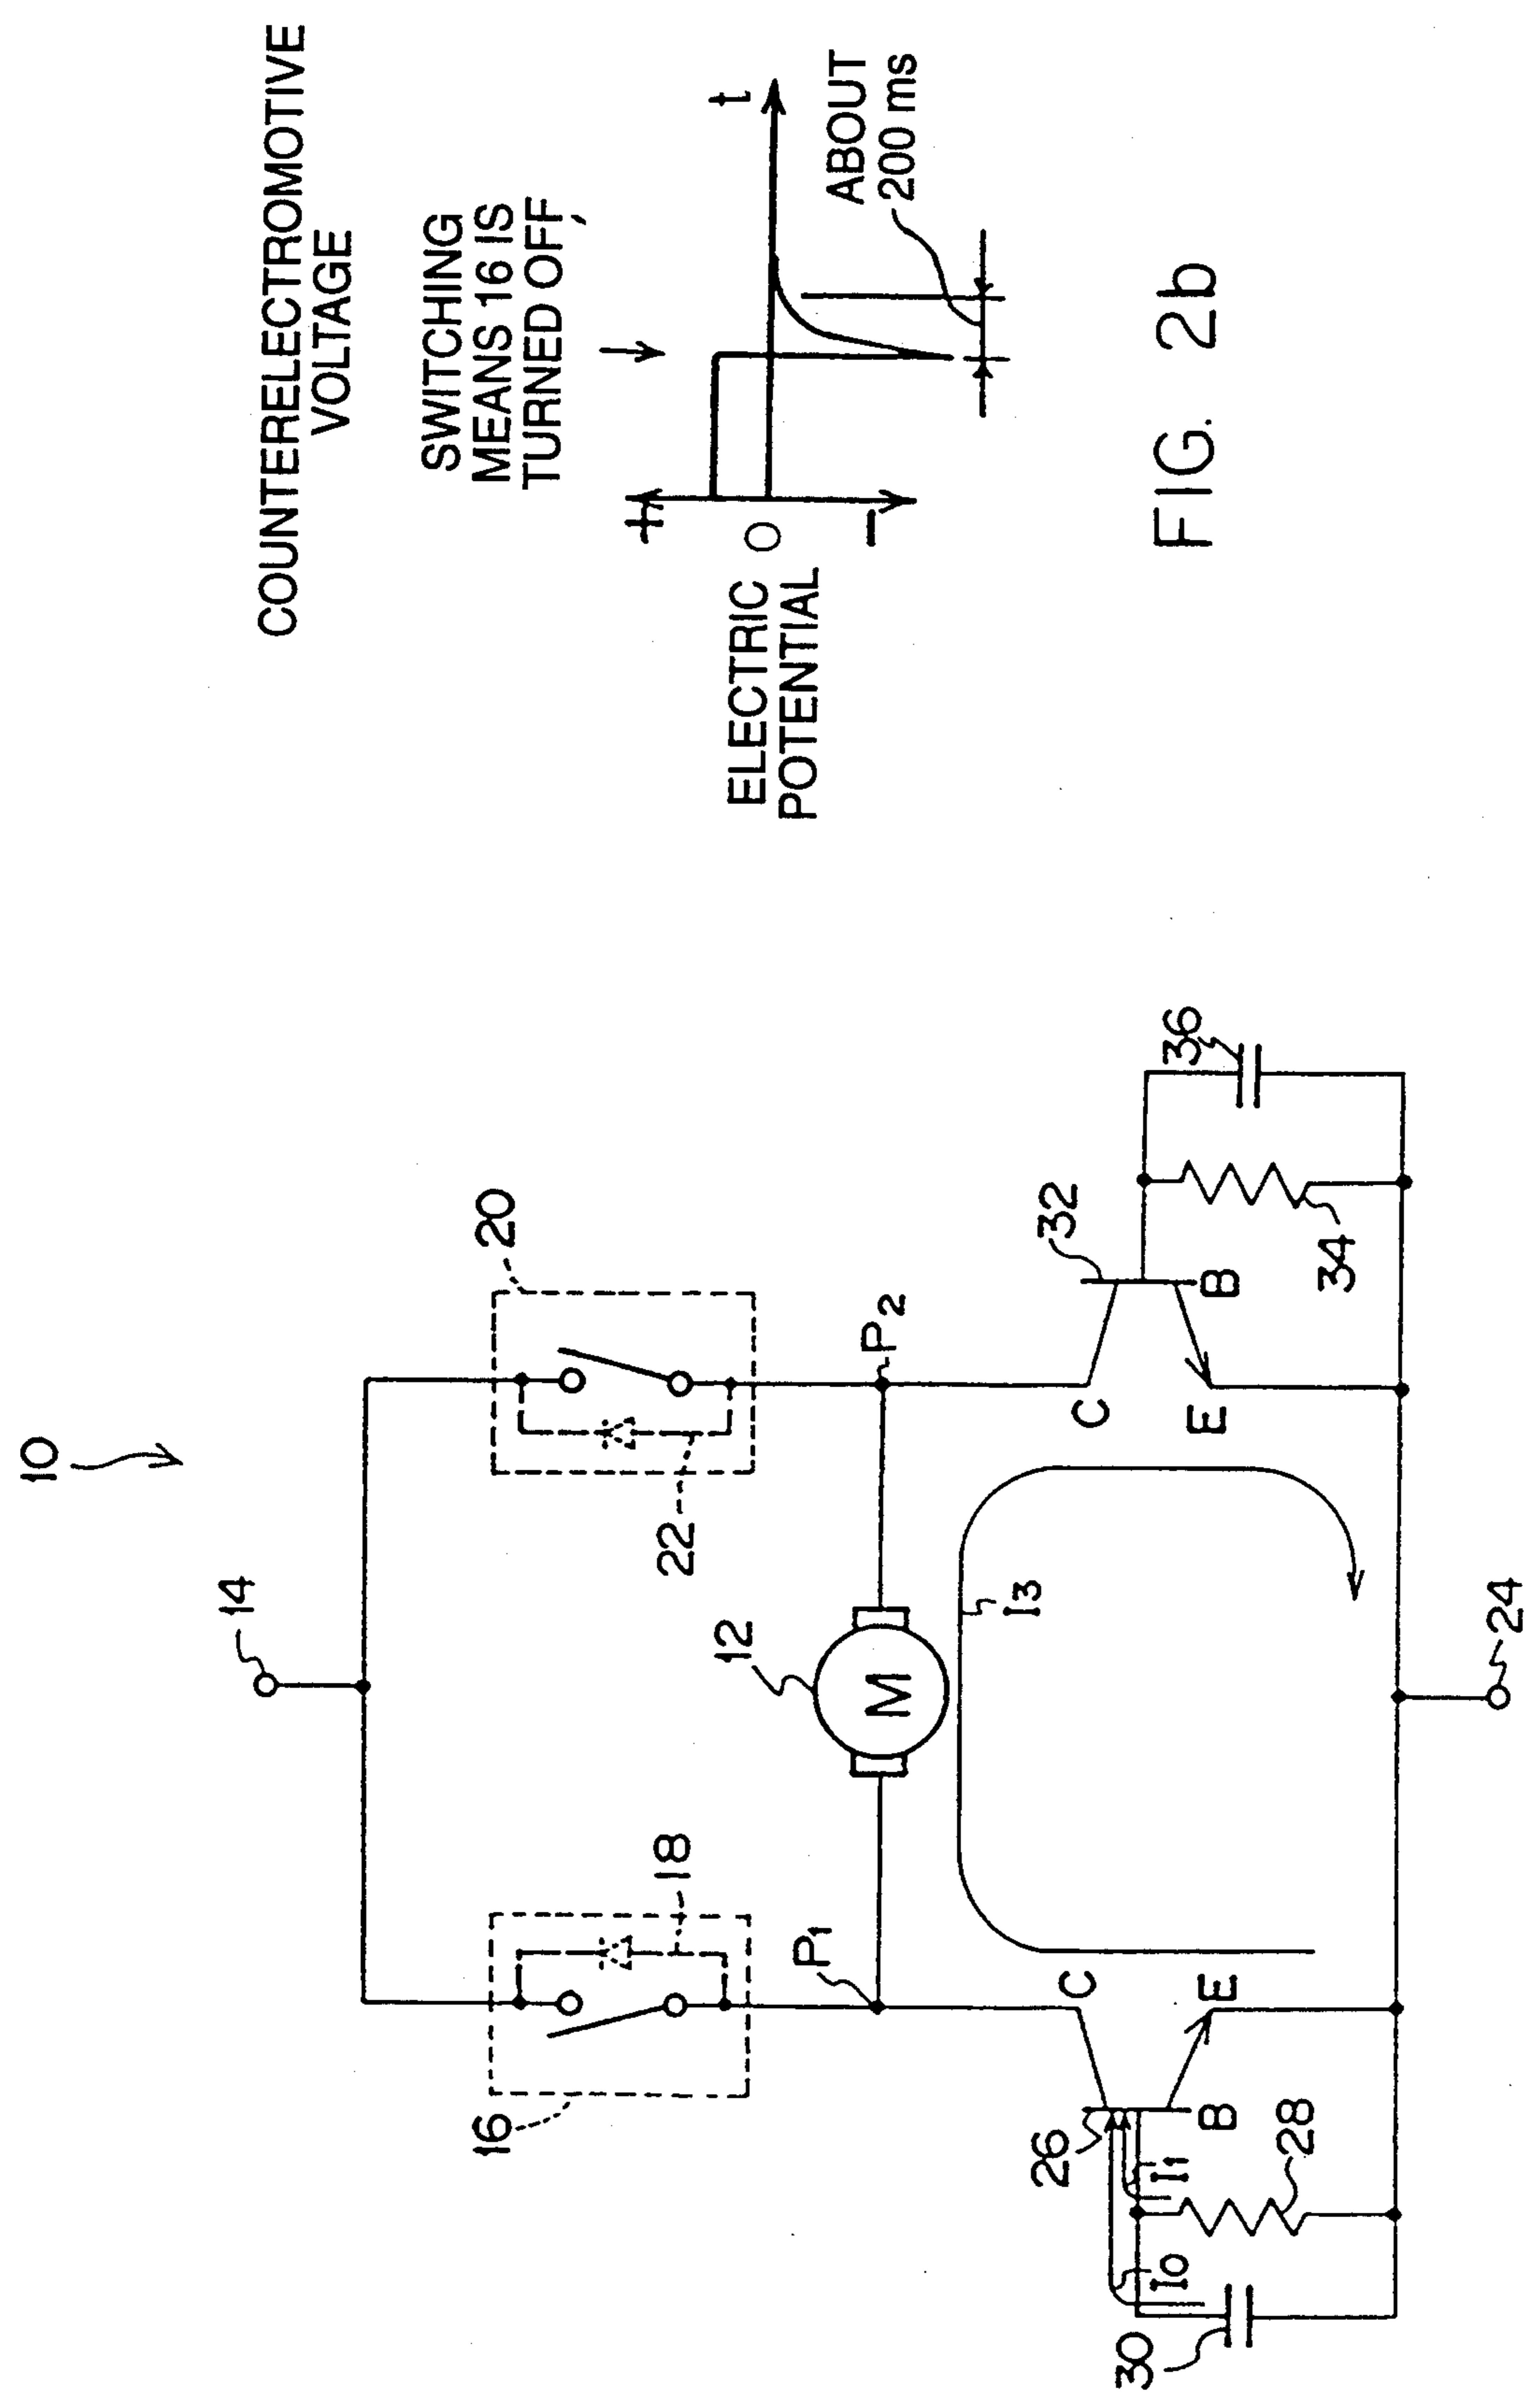 10
14
16
18
20
22
12
M
P1
P2
C
E
B
26
I0
I1
28
30
I3
C
E
B
32
34
36
24
COUNTERELECTROMOTIVE
VOLTAGE
SWITCHING
MEANS 16 IS
TURNED OFF,
+
O
−
ELECTRIC
POTENTIAL
t
ABOUT
200 ms
FIG. 2b